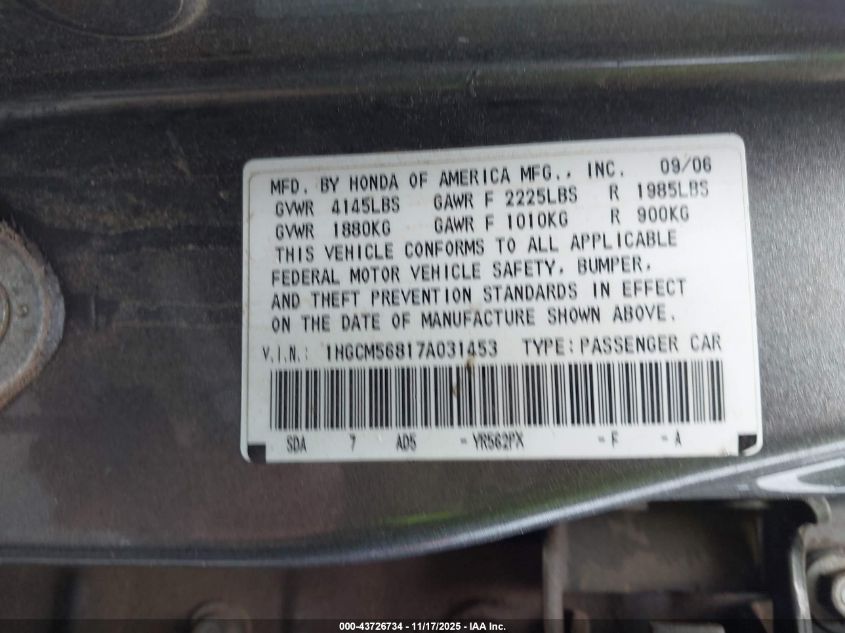 MFD. BY HONDA OF AMERICA MFG., INC. 09/06
GVWR 4145LBS GAWR F 2225LBS R 1985LBS
GVWR 1880KG GAWR F 1010KG R 900KG
THIS VEHICLE CONFORMS TO ALL APPLICABLE
FEDERAL MOTOR VEHICLE SAFETY, BUMPER,
AND THEFT PREVENTION STANDARDS IN EFFECT
ON THE DATE OF MANUFACTURE SHOWN ABOVE.
V.I.N.: 1HGCM56817A031453 TYPE:PASSENGER CAR
SDA 7 AD5 - YR562PX - F - A
000-43726734 - 11/17/2025 - IAA Inc.